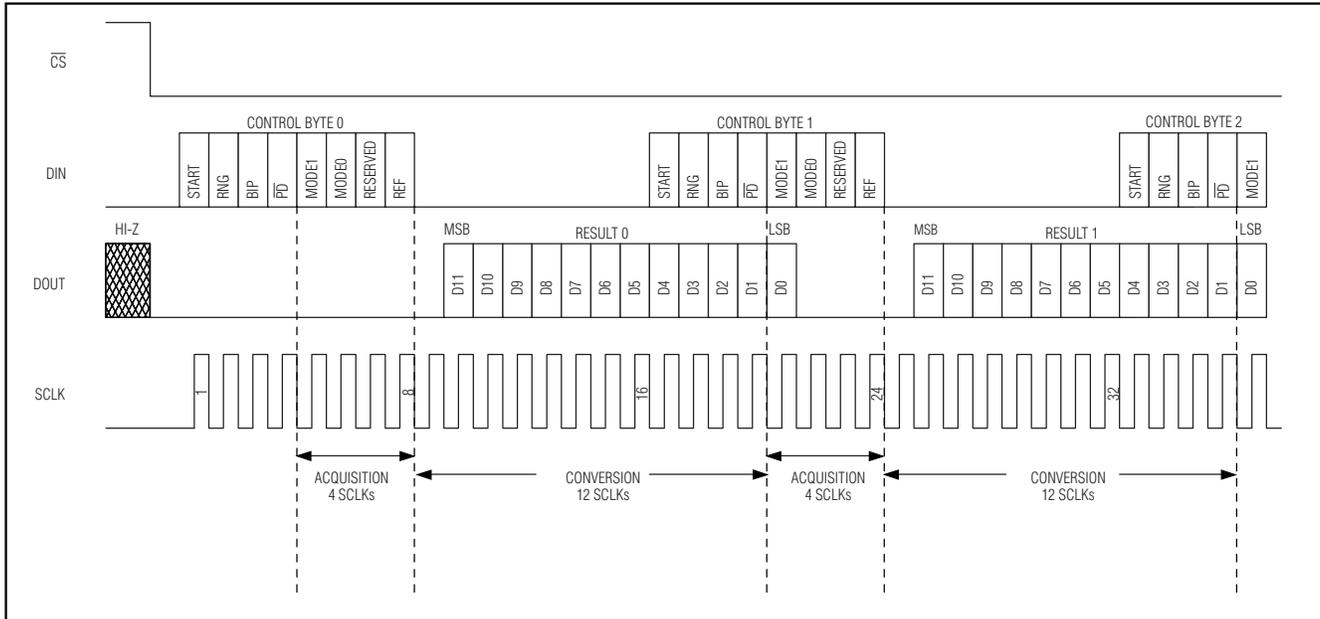 C̅S̅
CONTROL BYTE 0
CONTROL BYTE 1
CONTROL BYTE 2
DIN
START
RNG
BIP
P̅D̅
MODE1
MODE0
RESERVED
REF
START
RNG
BIP
P̅D̅
MODE1
MODE0
RESERVED
REF
START
RNG
BIP
P̅D̅
MODE1
HI-Z
MSB
RESULT 0
LSB
MSB
RESULT 1
LSB
DOUT
D11
D10
D9
D8
D7
D6
D5
D4
D3
D2
D1
D0
D11
D10
D9
D8
D7
D6
D5
D4
D3
D2
D1
D0
SCLK
1
8
16
24
32
ACQUISITION
4 SCLKs
CONVERSION
12 SCLKs
ACQUISITION
4 SCLKs
CONVERSION
12 SCLKs